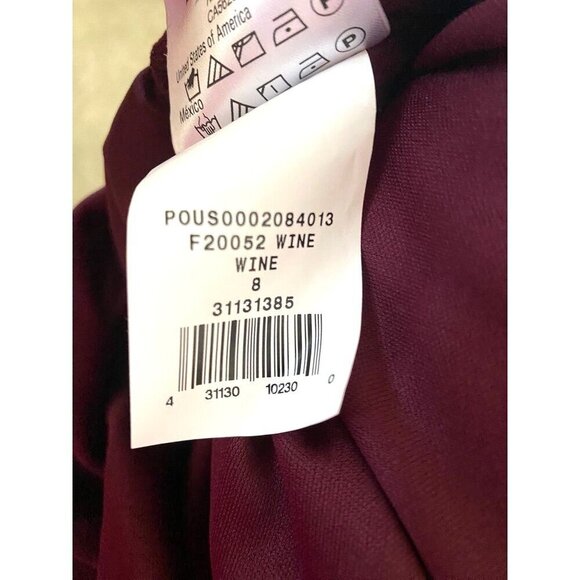 United States of America
México
POUS0002084013
F20052 WINE
WINE
8
31131385
4 31130 10230 0